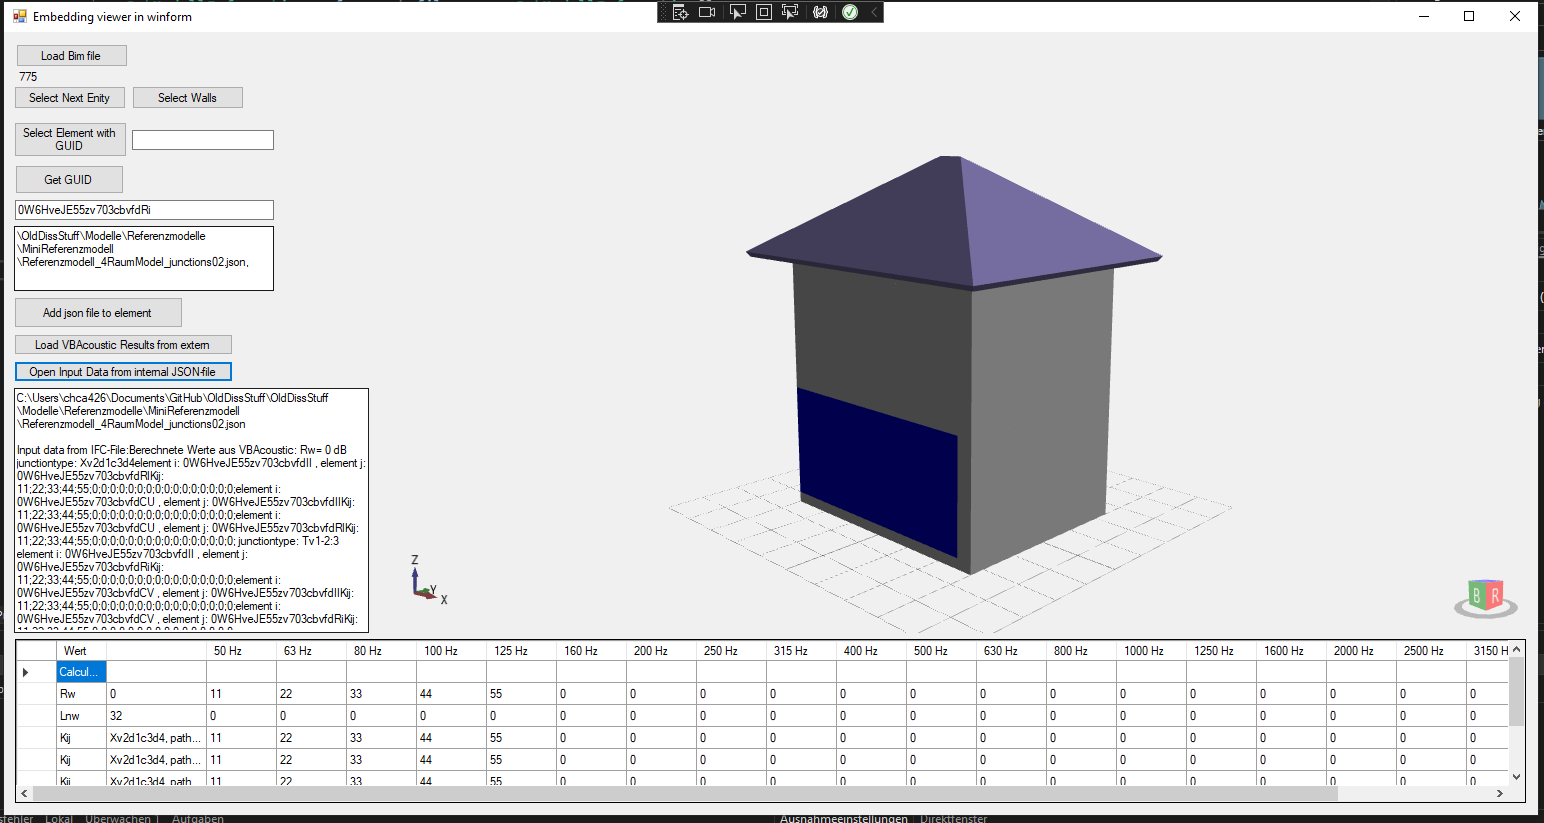 Embedding viewer in winform
Load Bim file
775
Select Next Enity
Select Walls
Select Element with
GUID
Get GUID
0W6HveJE55zv703cbvfdRi
\OldDissStuff\Modelle\Referenzmodelle
\MiniReferenzmodell
\Referenzmodell_4RaumModel_junctions02.json,
Add json file to element
Load VBAcoustic Results from extern
Open Input Data from internal JSON-file
C:\Users\chca426\Documents\GitHub\OldDissStuff\OldDissStuff
\Modelle\Referenzmodelle\MiniReferenzmodell
\Referenzmodell_4RaumModel_junctions02.json
Input data from IFC-File:Berechnete Werte aus VBAcoustic: Rw= 0 dB
junctiontype: Xv2d1c3d4element i: 0W6HveJE55zv703cbvfdII , element j:
0W6HveJE55zv703cbvfdRIKij:
11;22;33;44;55;0;0;0;0;0;0;0;0;0;0;0;0;0;0;0;0;element i:
0W6HveJE55zv703cbvfdCU , element j: 0W6HveJE55zv703cbvfdIIKij:
11;22;33;44;55;0;0;0;0;0;0;0;0;0;0;0;0;0;0;0;0;element i:
0W6HveJE55zv703cbvfdCU , element j: 0W6HveJE55zv703cbvfdRIKij:
11;22;33;44;55;0;0;0;0;0;0;0;0;0;0;0;0;0;0;0;0; junctiontype: Tv1-2:3
element i: 0W6HveJE55zv703cbvfdII , element j:
0W6HveJE55zv703cbvfdRiKij:
11;22;33;44;55;0;0;0;0;0;0;0;0;0;0;0;0;0;0;0;0;element i:
0W6HveJE55zv703cbvfdCV , element j: 0W6HveJE55zv703cbvfdIIKij:
11;22;33;44;55;0;0;0;0;0;0;0;0;0;0;0;0;0;0;0;0;element i:
0W6HveJE55zv703cbvfdCV , element j: 0W6HveJE55zv703cbvfdRiKij:
Z
Y
X
B R
Wert 50 Hz 63 Hz 80 Hz 100 Hz 125 Hz 160 Hz 200 Hz 250 Hz 315 Hz 400 Hz 500 Hz 630 Hz 800 Hz 1000 Hz 1250 Hz 1600 Hz 2000 Hz 2500 Hz 3150 H
Calcul...
Rw 0 11 22 33 44 55 0 0 0 0 0 0 0 0 0 0 0 0 0 0
Lnw 32 0 0 0 0 0 0 0 0 0 0 0 0 0 0 0 0 0 0 0
Kij Xv2d1c3d4, path... 11 22 33 44 55 0 0 0 0 0 0 0 0 0 0 0 0 0 0
Kij Xv2d1c3d4, path... 11 22 33 44 55 0 0 0 0 0 0 0 0 0 0 0 0 0 0
Kij Xv2d1c3d4, path... 11 22 33 44 55 0 0 0 0 0 0 0 0 0 0 0 0 0 0
sfehler Lokal Überwachen 1 Aufgaben Ausnahmeeinstellungen Direktfenster